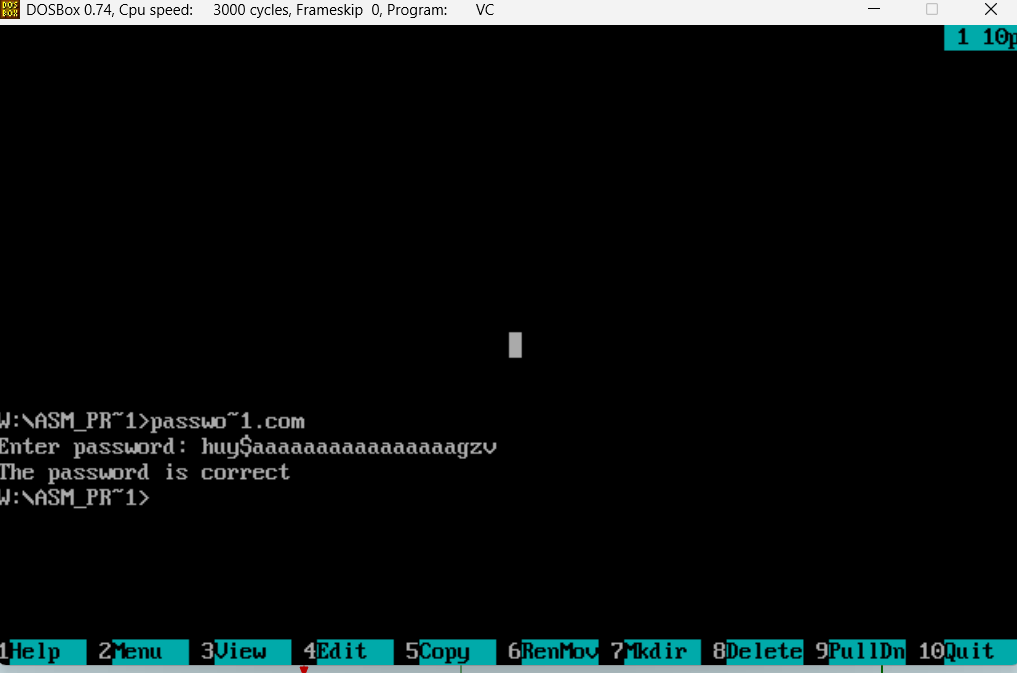 DOSBox 0.74, Cpu speed: 3000 cycles, Frameskip 0, Program: VC
1 10p
W:\ASM_PR~1>passwo~1.com
Enter password: huy$aaaaaaaaaaaaaaaagzv
The password is correct
W:\ASM_PR~1>
1Help 2Menu 3View 4Edit 5Copy 6RenMov 7Mkdir 8Delete 9PullDn 10Quit